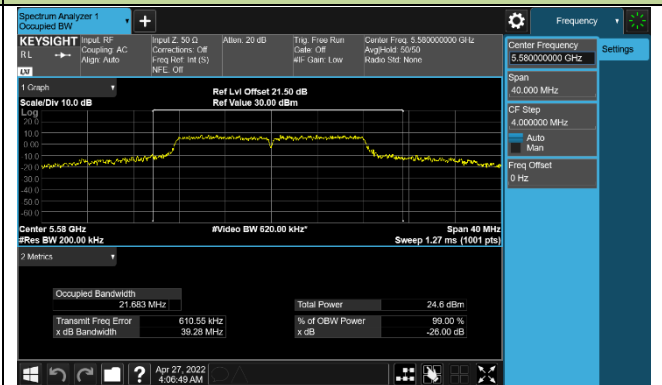 Spectrum Analyzer 1
Occupied BW
+
Frequency
KEYSIGHT
RL
LXI
Input: RF
Coupling: AC
Align: Auto
Input Z: 50 Ω
Corrections: Off
Freq Ref: Int (S)
NFE: Off
Atten: 20 dB
Trig: Free Run
Gate: Off
#IF Gain: Low
Center Freq: 5.580000000 GHz
Avg|Hold: 50/50
Radio Std: None
Center Frequency
5.580000000 GHz
Settings
Span
40.000 MHz
CF Step
4.000000 MHz
Auto
Man
Freq Offset
0 Hz
1 Graph
Scale/Div 10.0 dB
Ref Lvl Offset 21.50 dB
Ref Value 30.00 dBm
Log
20.0
10.0
0.00
-10.0
-20.0
-30.0
-40.0
-50.0
-60.0
Center 5.58 GHz
#Res BW 200.00 kHz
#Video BW 620.00 kHz*
Span 40 MHz
Sweep 1.27 ms (1001 pts)
2 Metrics
Occupied Bandwidth
21.683 MHz
Total Power 24.6 dBm
Transmit Freq Error 610.55 kHz
% of OBW Power 99.00 %
x dB Bandwidth 39.28 MHz
x dB -26.00 dB
?
Apr 27, 2022
4:06:49 AM